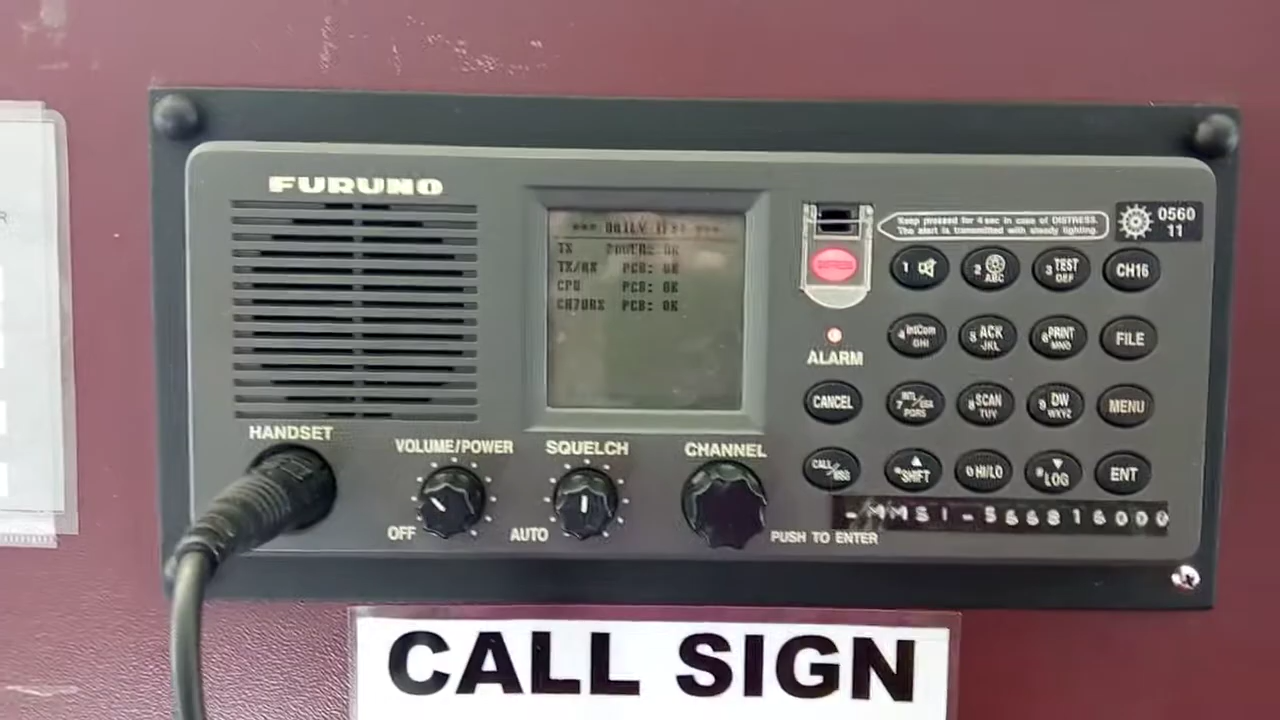 FURUNO
*** DAILY TEST ***
TX POWER: OK
TX/RX PCB: OK
CPU PCB: OK
CH70RX PCB: OK
Keep pressed for 4 sec in case of DISTRESS.
The alert is transmitted with steady lighting.
0560
11
1
2 ABC
3 TEST DEF
CH16
4 IntCom GHI
5 ACK JKL
6 PRINT MNO
FILE
ALARM
CANCEL
7 INTL/USA PQRS
8 SCAN TUV
9 DW WXYZ
MENU
CALL/MSG
* SHIFT
0 HI/LO
# LOG
ENT
HANDSET
VOLUME/POWER
SQUELCH
CHANNEL
OFF
AUTO
PUSH TO ENTER
-MMSI-566816000
R
CALL SIGN